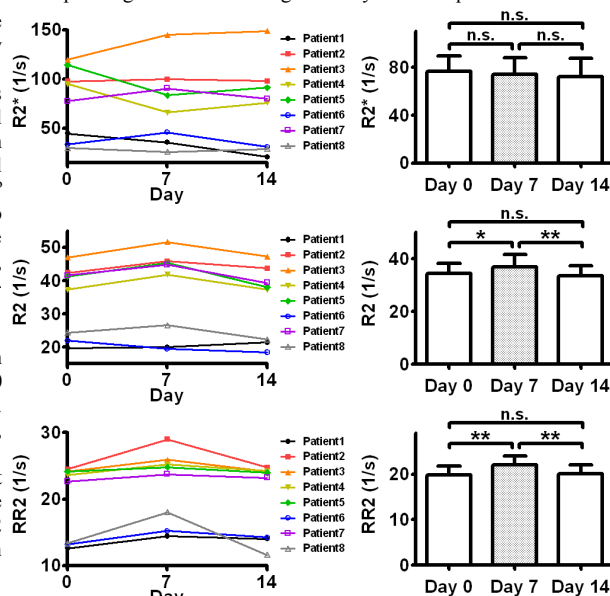 R2* (1/s)
150
100
50
0
7
14
Day
Patient1
Patient2
Patient3
Patient4
Patient5
Patient6
Patient7
Patient8
R2* (1/s)
80
40
0
n.s.
n.s.
n.s.
Day 0
Day 7
Day 14
R2 (1/s)
50
40
30
20
0
7
14
Day
Patient1
Patient2
Patient3
Patient4
Patient5
Patient6
Patient7
Patient8
R2 (1/s)
40
20
0
n.s.
*
**
Day 0
Day 7
Day 14
RR2 (1/s)
30
20
10
0
7
14
Day
Patient1
Patient2
Patient3
Patient4
Patient5
Patient6
Patient7
Patient8
RR2 (1/s)
20
10
0
n.s.
**
**
Day 0
Day 7
Day 14